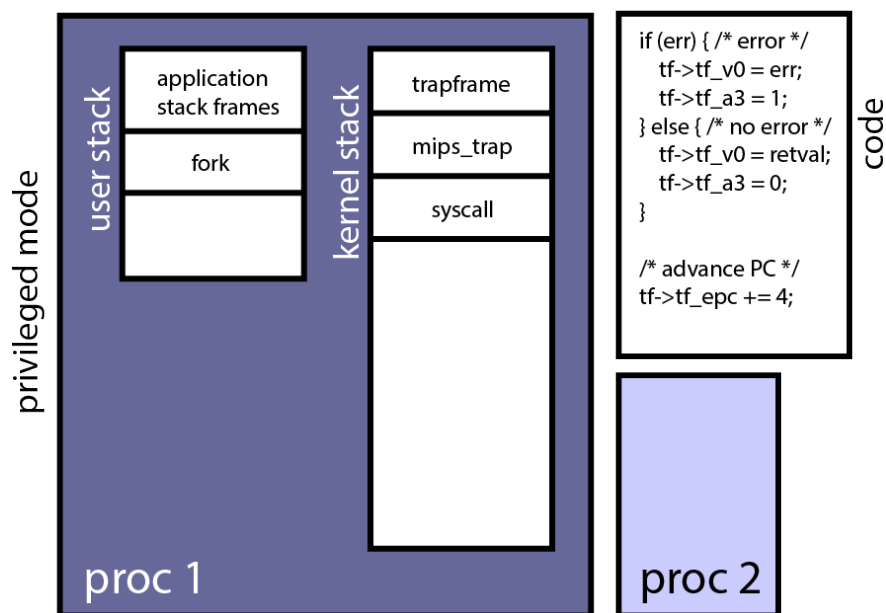 privileged mode
user stack
application
stack frames
fork
kernel stack
trapframe
mips_trap
syscall
proc 1
if (err) { /* error */
    tf->tf_v0 = err;
    tf->tf_a3 = 1;
} else { /* no error */
    tf->tf_v0 = retval;
    tf->tf_a3 = 0;
}
/* advance PC */
tf->tf_epc += 4;
code
proc 2